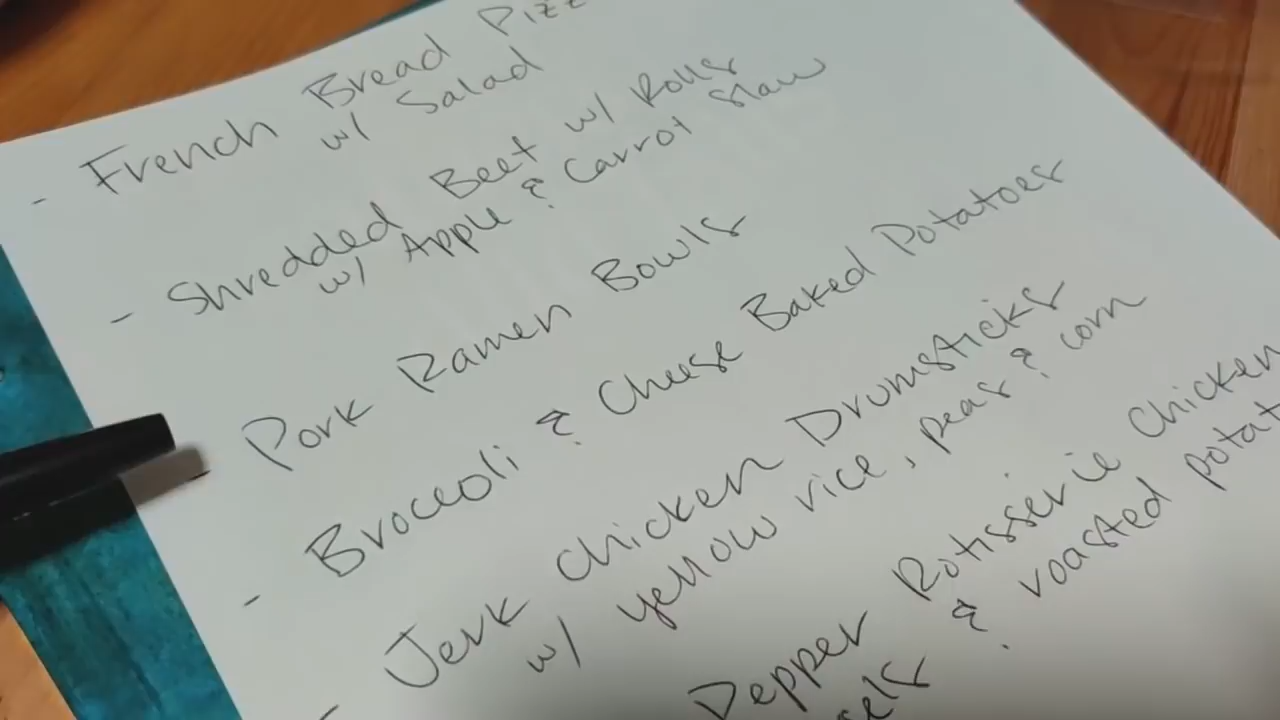 - French Bread Pizz
w/ Salad
- Shredded Beef w/ Rolls
w/ Apple & Carrot Slaw
- Pork Ramen Bowls
- Broccoli & Cheese Baked Potatoes
- Jerk Chicken Drumsticks
w/ yellow rice, peas & corn
Pepper Rotisserie Chicken
& roasted potat